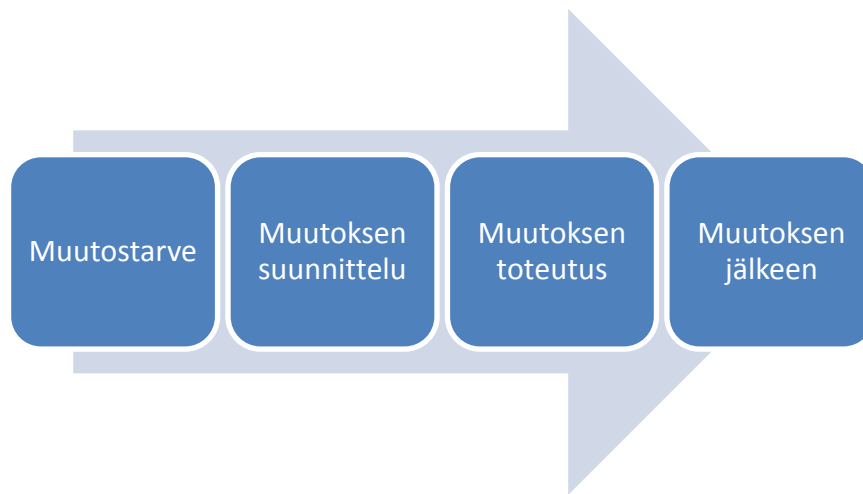 Muutostarve
Muutoksen
suunnittelu
Muutoksen
toteutus
Muutoksen
jälkeen